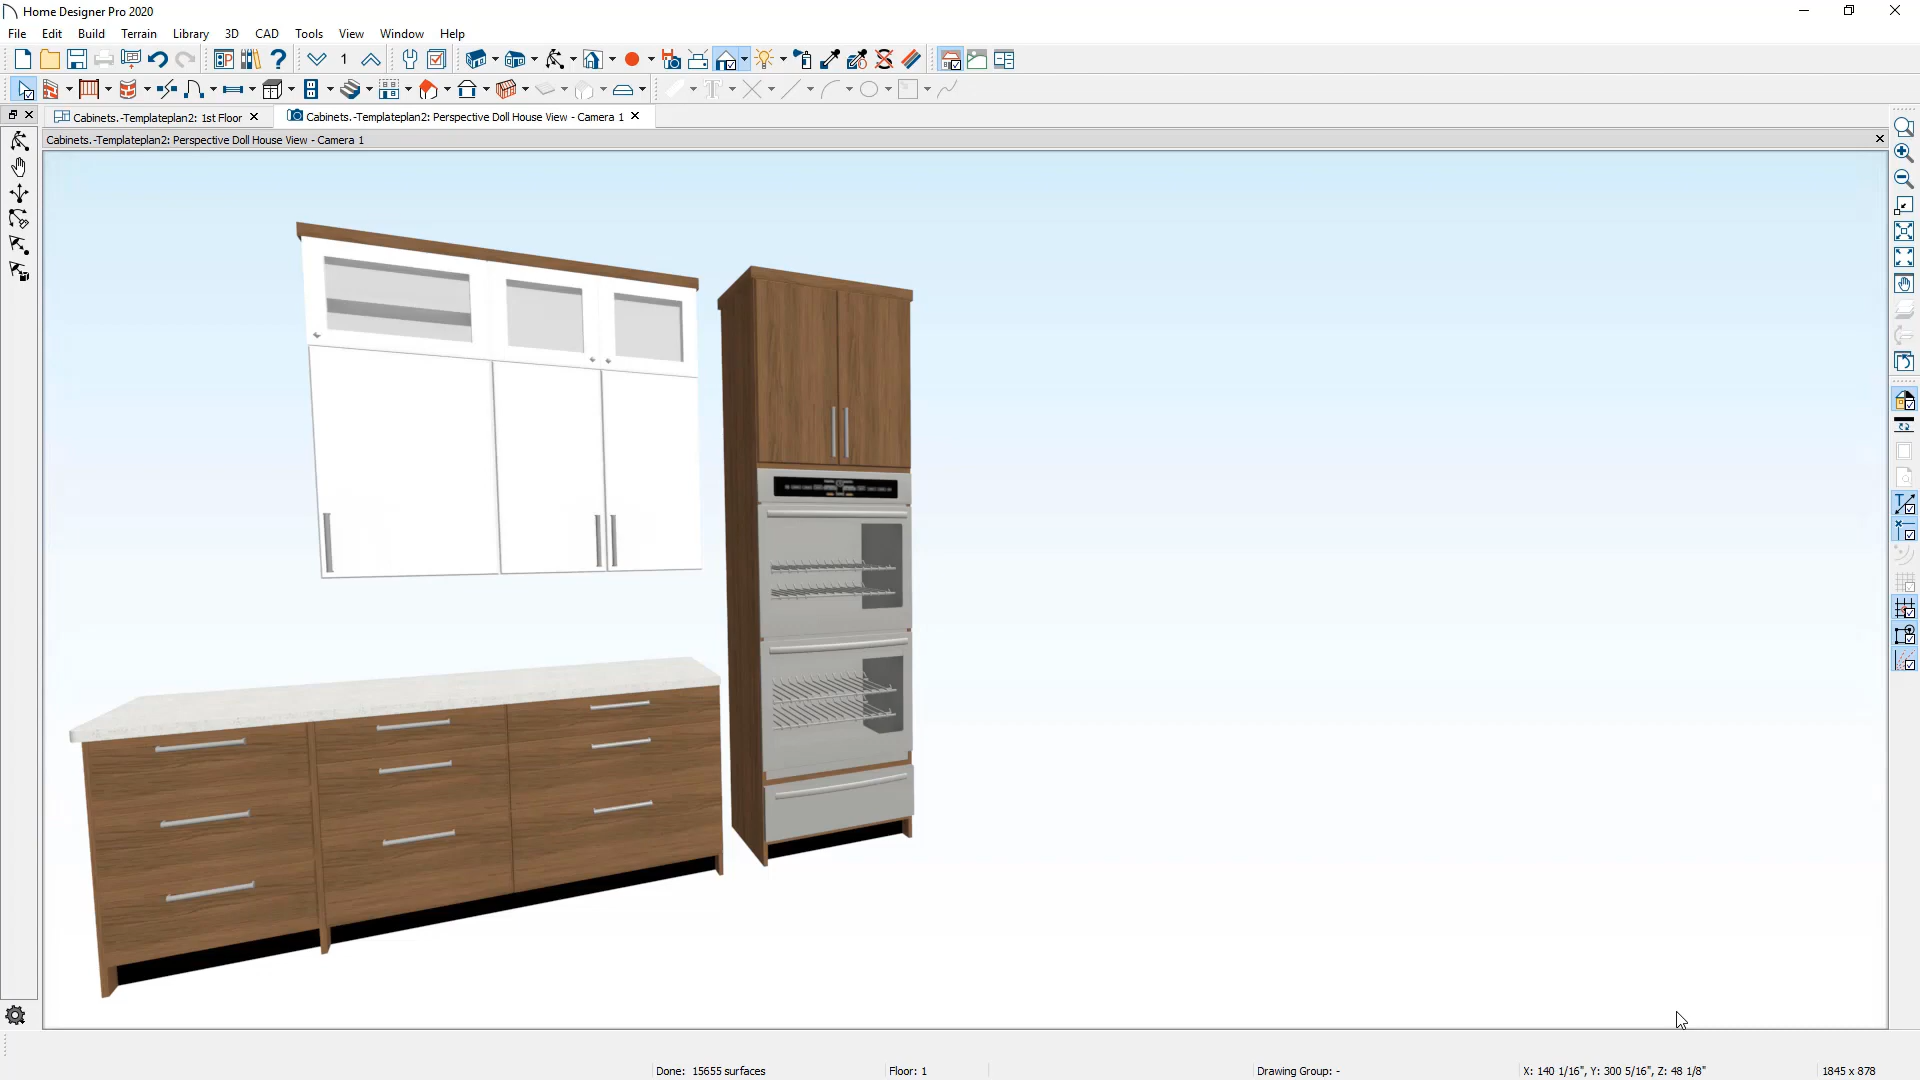 Home Designer Pro 2020
File Edit Build Terrain Library 3D CAD Tools View Window Help
1
Cabinets.-Templateplan2: 1st Floor
Cabinets.-Templateplan2: Perspective Doll House View - Camera 1
Cabinets.-Templateplan2: Perspective Doll House View - Camera 1
Done: 15655 surfaces
Floor: 1
Drawing Group: -
X: 140 1/16", Y: 300 5/16", Z: 48 1/8"
1845 x 878